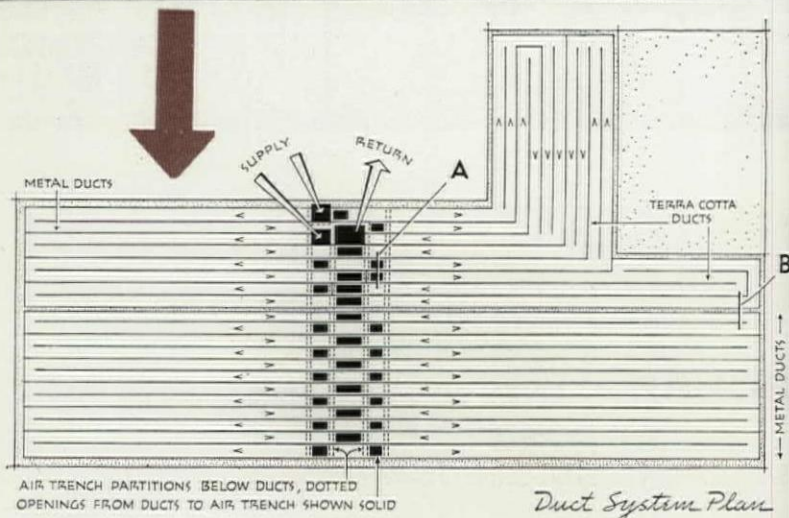 SUPPLY
RETURN
A
METAL DUCTS
TERRA COTTA
DUCTS
B
METAL DUCTS
AIR TRENCH PARTITIONS BELOW DUCTS, DOTTED
OPENINGS FROM DUCTS TO AIR TRENCH SHOWN SOLID
Duct System Plan